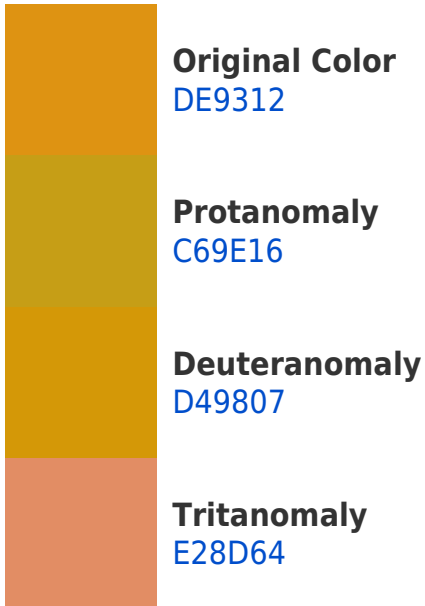 Original Color
DE9312
Protanomaly
C69E16
Deuteranomaly
D49807
Tritanomaly
E28D64